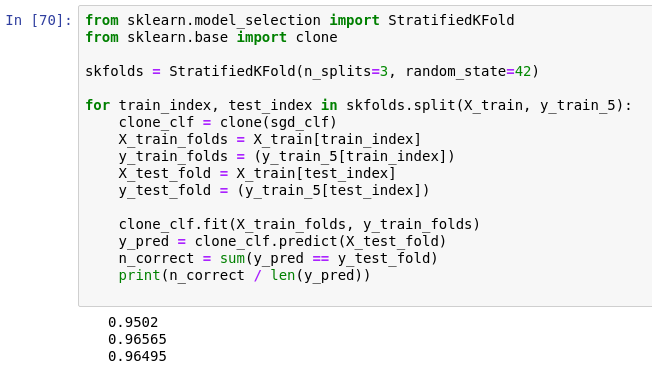 In [70]: from sklearn.model_selection import StratifiedKFold
from sklearn.base import clone

skfolds = StratifiedKFold(n_splits=3, random_state=42)

for train_index, test_index in skfolds.split(X_train, y_train_5):
    clone_clf = clone(sgd_clf)
    X_train_folds = X_train[train_index]
    y_train_folds = (y_train_5[train_index])
    X_test_fold = X_train[test_index]
    y_test_fold = (y_train_5[test_index])

    clone_clf.fit(X_train_folds, y_train_folds)
    y_pred = clone_clf.predict(X_test_fold)
    n_correct = sum(y_pred == y_test_fold)
    print(n_correct / len(y_pred))

0.9502
0.96565
0.96495